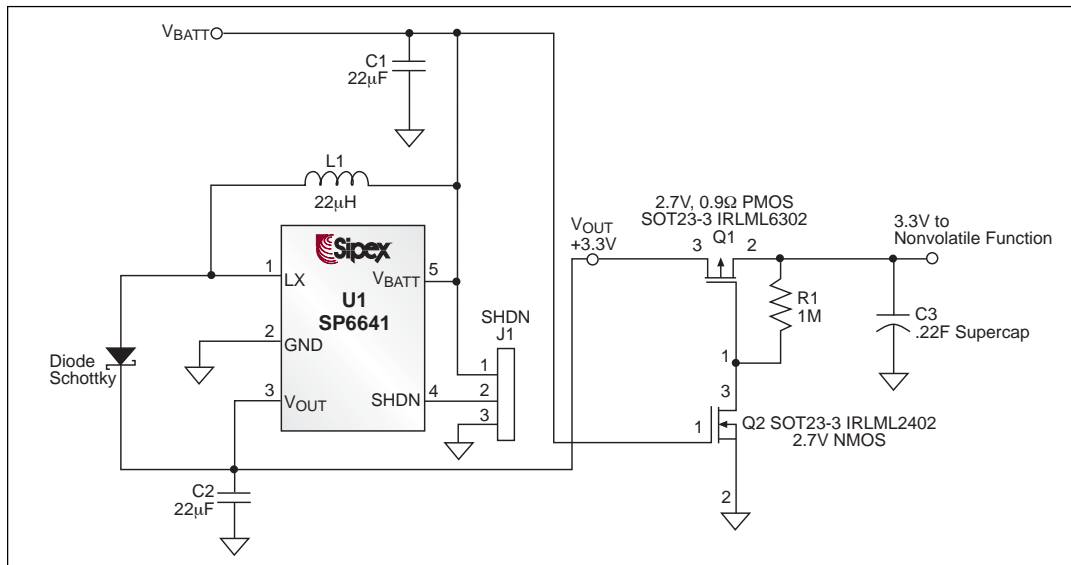 VBATT
C1
22µF
L1
22µH
2.7V, 0.9Ω PMOS
SOT23-3 IRLML6302
Q1
VOUT
+3.3V
3
2
3.3V to
Nonvolatile Function
Sipex
1
LX
VBATT
5
U1
SP6641
R1
1M
C3
.22F Supercap
SHDN
J1
2
GND
Diode
Schottky
1
1
3
VOUT
SHDN
4
2
3
3
1
Q2 SOT23-3 IRLML2402
2.7V NMOS
C2
22µF
2